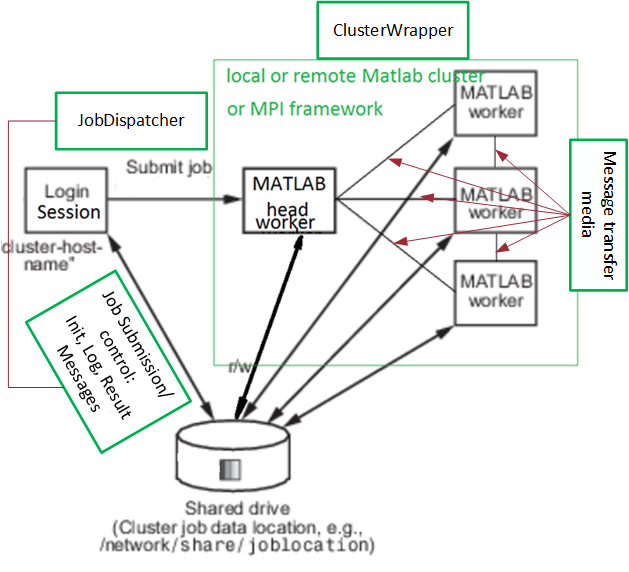 ClusterWrapper
local or remote Matlab cluster
or MPI framework
JobDispatcher
MATLAB
worker
Submit job
Login
Session
"cluster-host-
name"
MATLAB
head
worker
MATLAB
worker
MATLAB
worker
Message transfer
media
Job Submission/
control:
Init, Log, Result
Messages
r/w
Shared drive
(Cluster job data location, e.g.,
/network/share/joblocation)